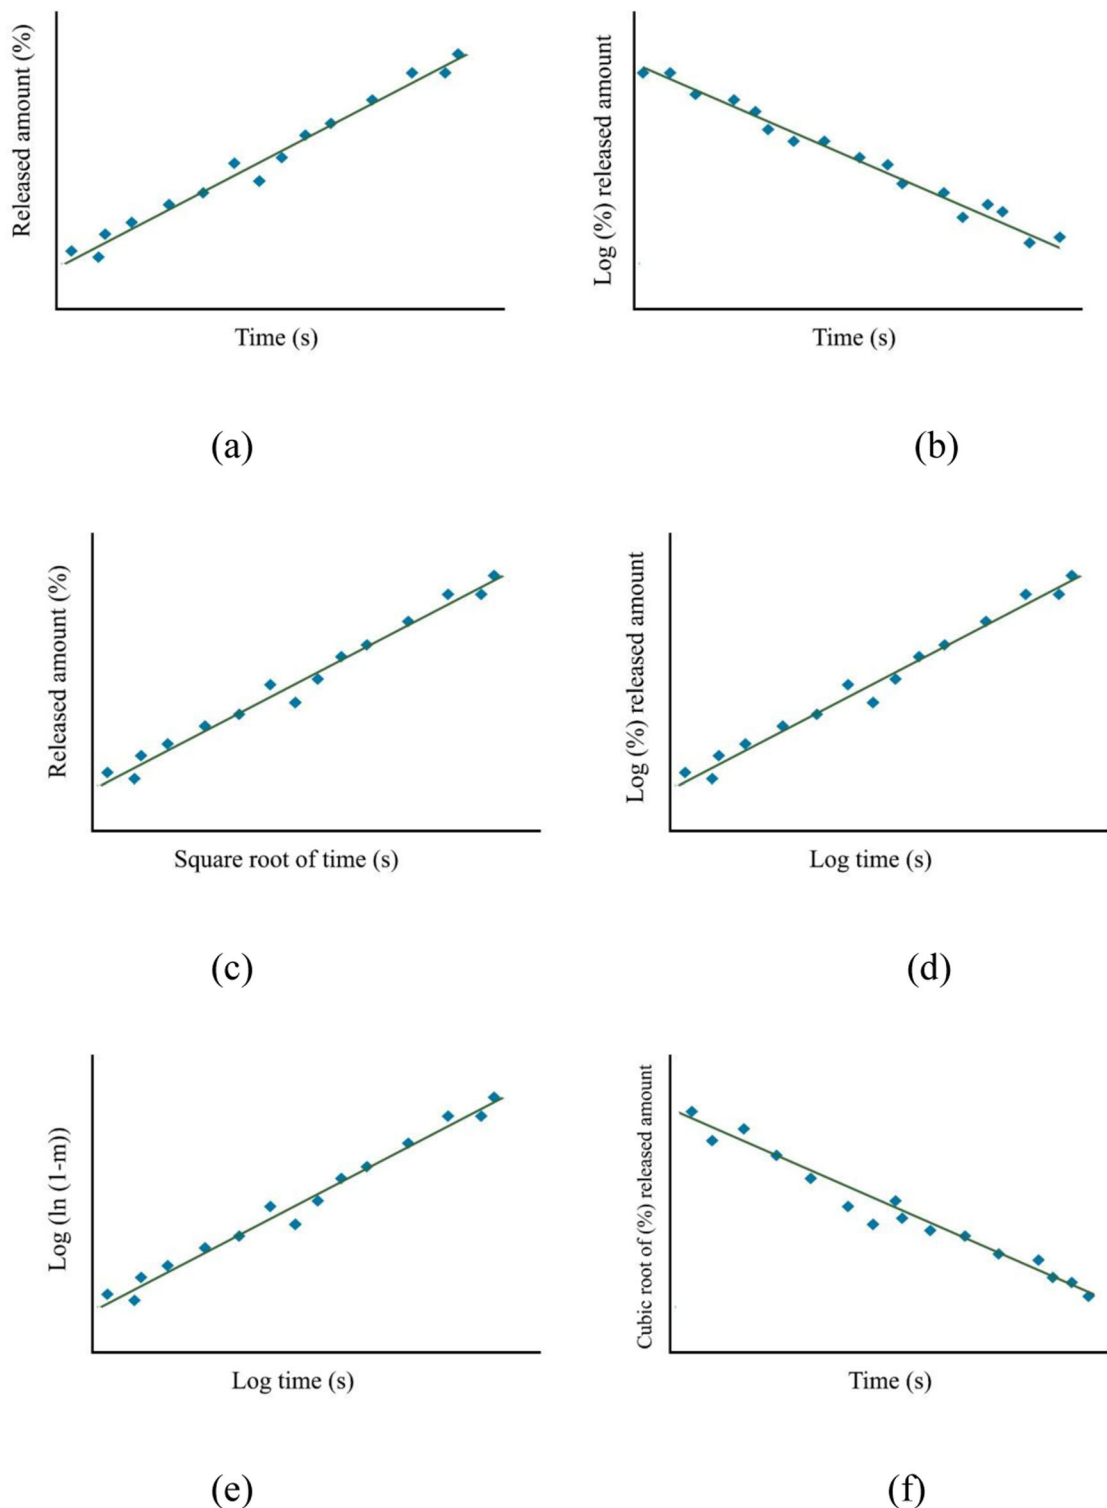 Released amount (%)
Time (s)
(a)
Log (%) released amount
Time (s)
(b)
Released amount (%)
Square root of time (s)
(c)
Log (%) released amount
Log time (s)
(d)
Log (ln (1-m))
Log time (s)
(e)
Cubic root of (%) released amount
Time (s)
(f)